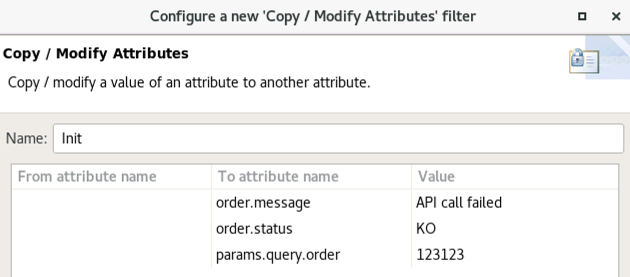 Configure a new 'Copy / Modify Attributes' filter
Copy / Modify Attributes
Copy / modify a value of an attribute to another attribute.
Name: Init
From attribute name To attribute name Value
order.message API call failed
order.status KO
params.query.order 123123